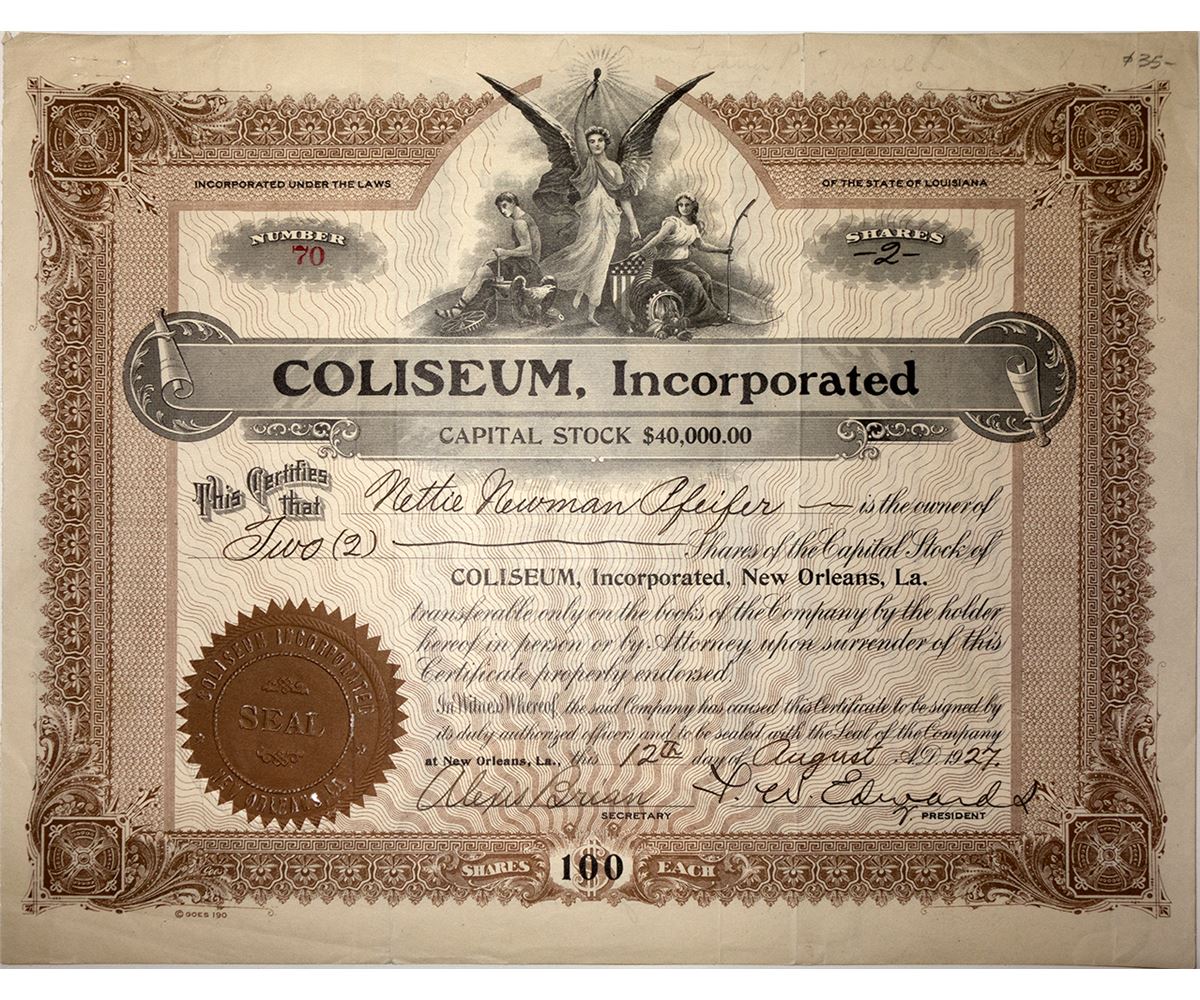 $35-
INCORPORATED UNDER THE LAWS OF THE STATE OF LOUISIANA
NUMBER
70
SHARES
-2-
COLISEUM, Incorporated
CAPITAL STOCK $40,000.00
This Certifies that Nettie Newman Pfeifer — is the owner of
Two (2) Shares of the Capital Stock of
COLISEUM, Incorporated, New Orleans, La.
transferable only on the books of the Company by the holder
hereof in person or by Attorney, upon surrender of this
Certificate properly endorsed.
In Witness Whereof, the said Company has caused this Certificate to be signed by
its duly authorized officers and to be sealed with the Seal of the Company
at New Orleans, La., this 12th day of August A.D. 1927.
Alexis Brian F. W. Edwards
SECRETARY PRESIDENT
COLISEUM INCORPORATED
SEAL
NEW ORLEANS, LA.
SHARES $100 EACH
© GOES 190